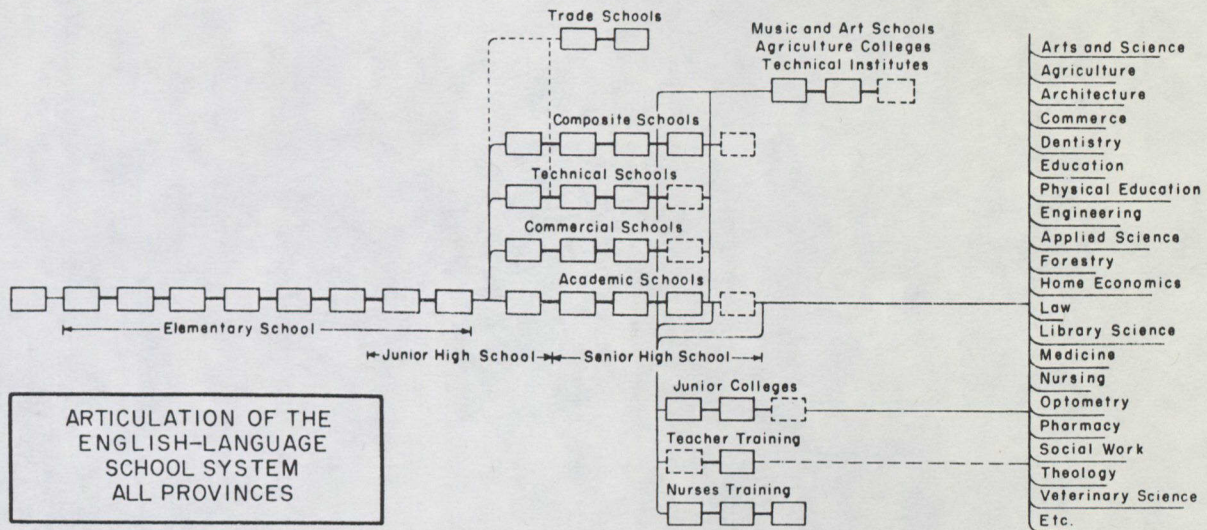 Trade Schools
Music and Art Schools
Agriculture Colleges
Technical Institutes
Composite Schools
Technical Schools
Commercial Schools
Academic Schools
Elementary School
Junior High School
Senior High School
Junior Colleges
Teacher Training
Nurses Training
Arts and Science
Agriculture
Architecture
Commerce
Dentistry
Education
Physical Education
Engineering
Applied Science
Forestry
Home Economics
Law
Library Science
Medicine
Nursing
Optometry
Pharmacy
Social Work
Theology
Veterinary Science
Etc.
ARTICULATION OF THE
ENGLISH-LANGUAGE
SCHOOL SYSTEM
ALL PROVINCES